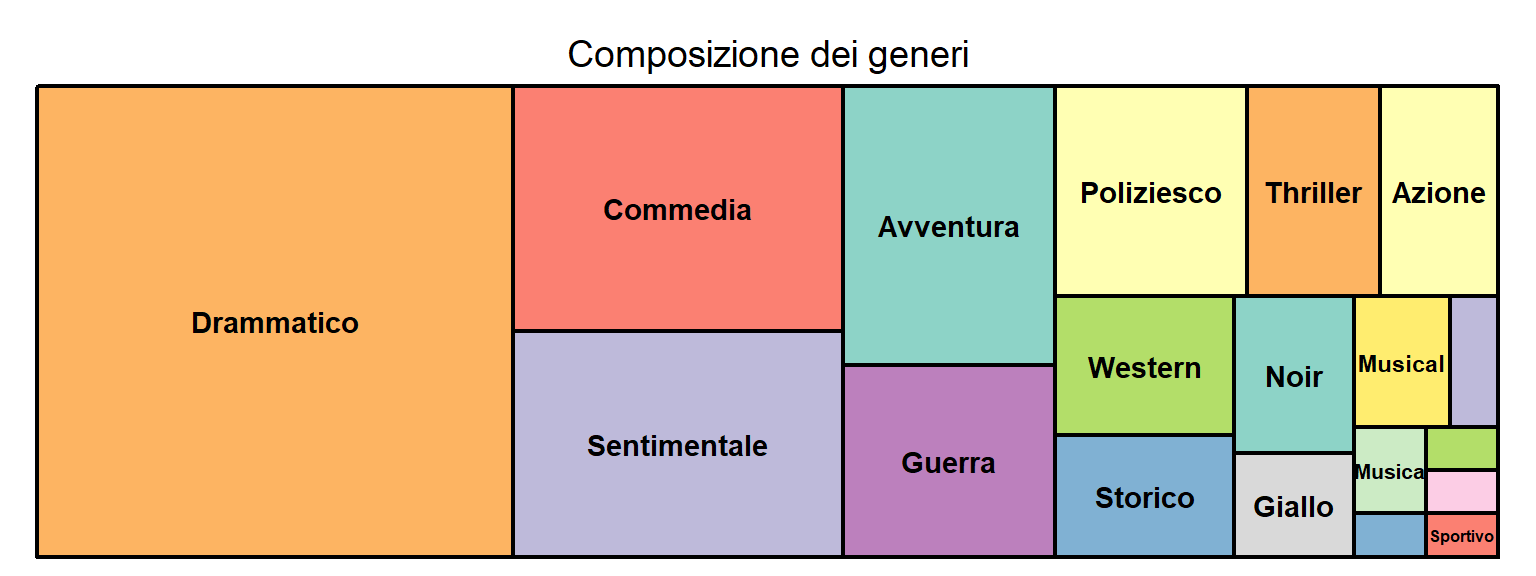 Composizione dei generi
Drammatico
Commedia
Sentimentale
Avventura
Guerra
Poliziesco
Thriller
Azione
Western
Storico
Noir
Giallo
Musical
Musica
Sportivo